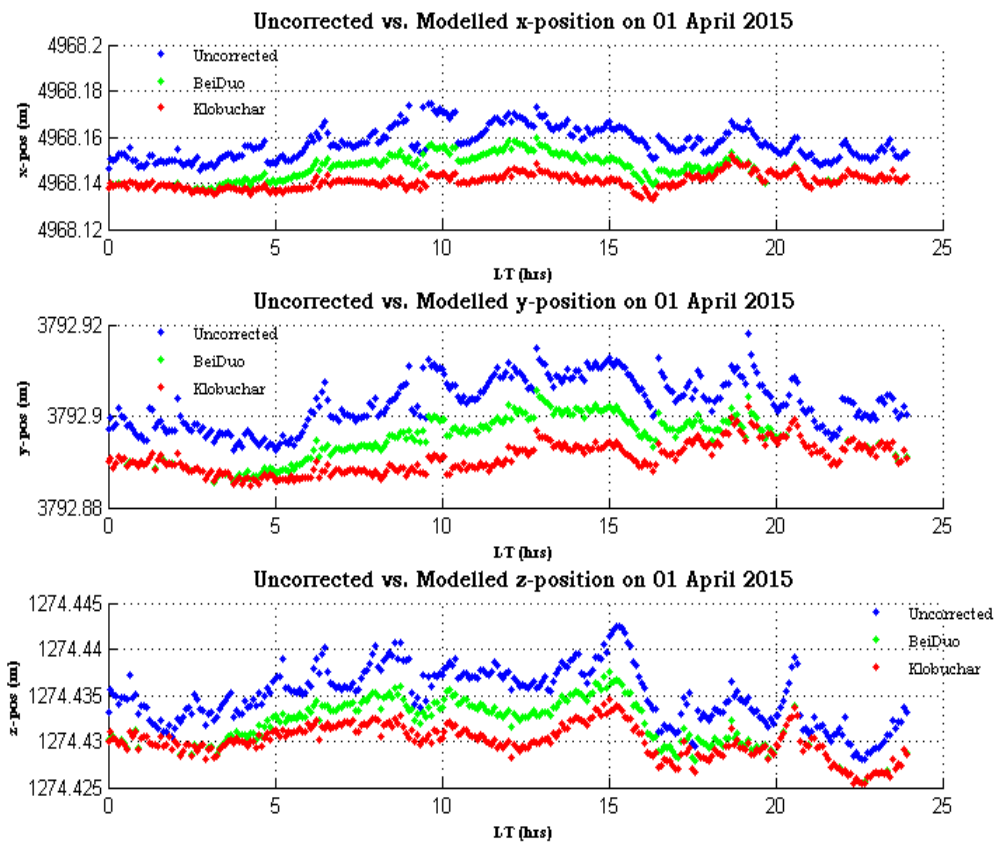 Uncorrected vs. Modelled x-position on 01 April 2015
4968.2
4968.18
4968.16
4968.14
4968.12
x-pos (m)
Uncorrected
BeiDuo
Klobuchar
0 5 10 15 20 25
LT (hrs)
Uncorrected vs. Modelled y-position on 01 April 2015
3792.92
3792.9
3792.88
y-pos (m)
Uncorrected
BeiDuo
Klobuchar
0 5 10 15 20 25
LT (hrs)
Uncorrected vs. Modelled z-position on 01 April 2015
1274.445
1274.44
1274.435
1274.43
1274.425
z-pos (m)
Uncorrected
BeiDuo
Klobuchar
0 5 10 15 20 25
LT (hrs)